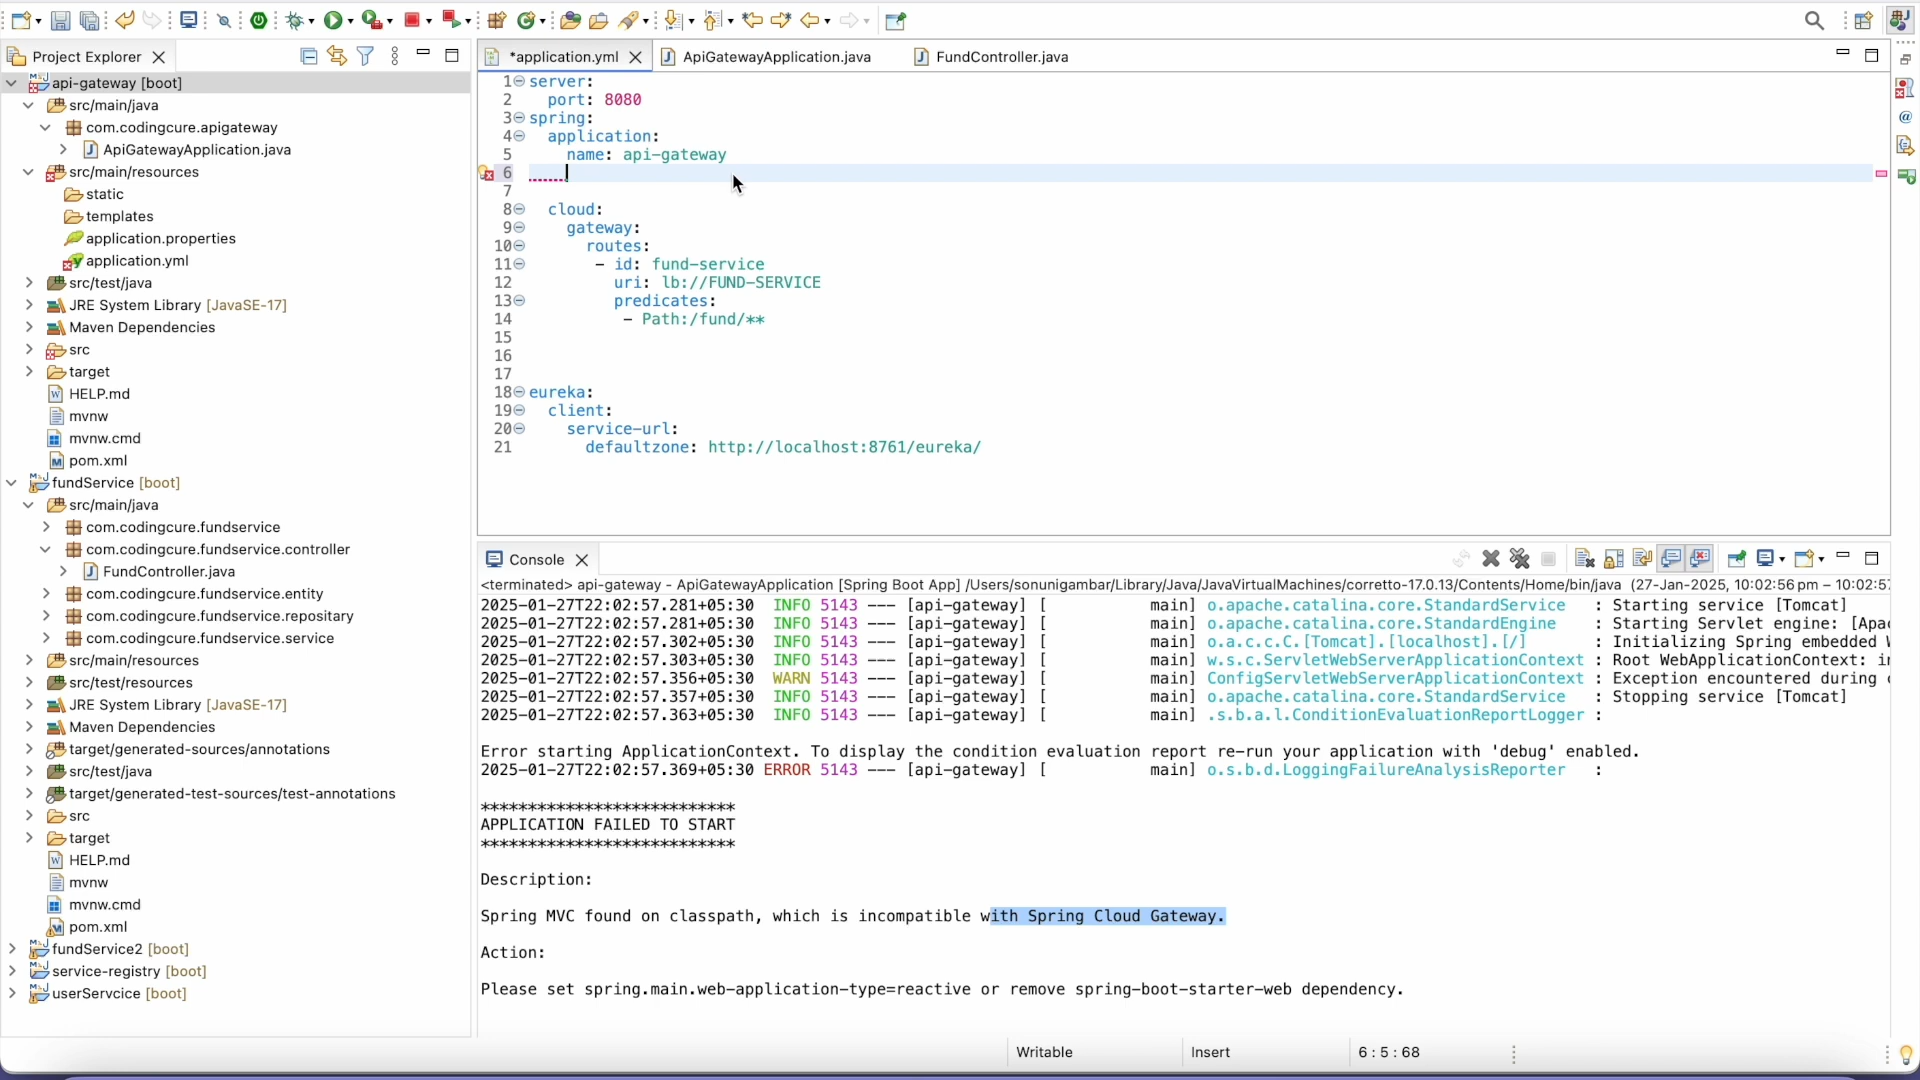 Project Explorer
api-gateway [boot]
src/main/java
com.codingcure.apigateway
ApiGatewayApplication.java
src/main/resources
static
templates
application.properties
application.yml
src/test/java
JRE System Library [JavaSE-17]
Maven Dependencies
src
target
HELP.md
mvnw
mvnw.cmd
pom.xml
fundService [boot]
src/main/java
com.codingcure.fundservice
com.codingcure.fundservice.controller
FundController.java
com.codingcure.fundservice.entity
com.codingcure.fundservice.repositary
com.codingcure.fundservice.service
src/main/resources
src/test/resources
JRE System Library [JavaSE-17]
Maven Dependencies
target/generated-sources/annotations
src/test/java
target/generated-test-sources/test-annotations
src
target
HELP.md
mvnw
mvnw.cmd
pom.xml
fundService2 [boot]
service-registry [boot]
userServcice [boot]
*application.yml
ApiGatewayApplication.java
FundController.java
1 server:
2 port: 8080
3 spring:
4 application:
5 name: api-gateway
6
7
8 cloud:
9 gateway:
10 routes:
11 - id: fund-service
12 uri: lb://FUND-SERVICE
13 predicates:
14 - Path:/fund/**
15
16
17
18 eureka:
19 client:
20 service-url:
21 defaultzone: http://localhost:8761/eureka/
Console
<terminated> api-gateway - ApiGatewayApplication [Spring Boot App] /Users/sonunigambar/Library/Java/JavaVirtualMachines/corretto-17.0.13/Contents/Home/bin/java (27-Jan-2025, 10:02:56 pm – 10:02:57
2025-01-27T22:02:57.281+05:30 INFO 5143 --- [api-gateway] [ main] o.apache.catalina.core.StandardService : Starting service [Tomcat]
2025-01-27T22:02:57.281+05:30 INFO 5143 --- [api-gateway] [ main] o.apache.catalina.core.StandardEngine : Starting Servlet engine: [Apac
2025-01-27T22:02:57.302+05:30 INFO 5143 --- [api-gateway] [ main] o.a.c.c.C.[Tomcat].[localhost].[/] : Initializing Spring embedded W
2025-01-27T22:02:57.303+05:30 INFO 5143 --- [api-gateway] [ main] w.s.c.ServletWebServerApplicationContext : Root WebApplicationContext: in
2025-01-27T22:02:57.356+05:30 WARN 5143 --- [api-gateway] [ main] ConfigServletWebServerApplicationContext : Exception encountered during c
2025-01-27T22:02:57.357+05:30 INFO 5143 --- [api-gateway] [ main] o.apache.catalina.core.StandardService : Stopping service [Tomcat]
2025-01-27T22:02:57.363+05:30 INFO 5143 --- [api-gateway] [ main] .s.b.a.l.ConditionEvaluationReportLogger :
Error starting ApplicationContext. To display the condition evaluation report re-run your application with 'debug' enabled.
2025-01-27T22:02:57.369+05:30 ERROR 5143 --- [api-gateway] [ main] o.s.b.d.LoggingFailureAnalysisReporter :
***************************
APPLICATION FAILED TO START
***************************
Description:
Spring MVC found on classpath, which is incompatible with Spring Cloud Gateway.
Action:
Please set spring.main.web-application-type=reactive or remove spring-boot-starter-web dependency.
Writable
Insert
6 : 5 : 68